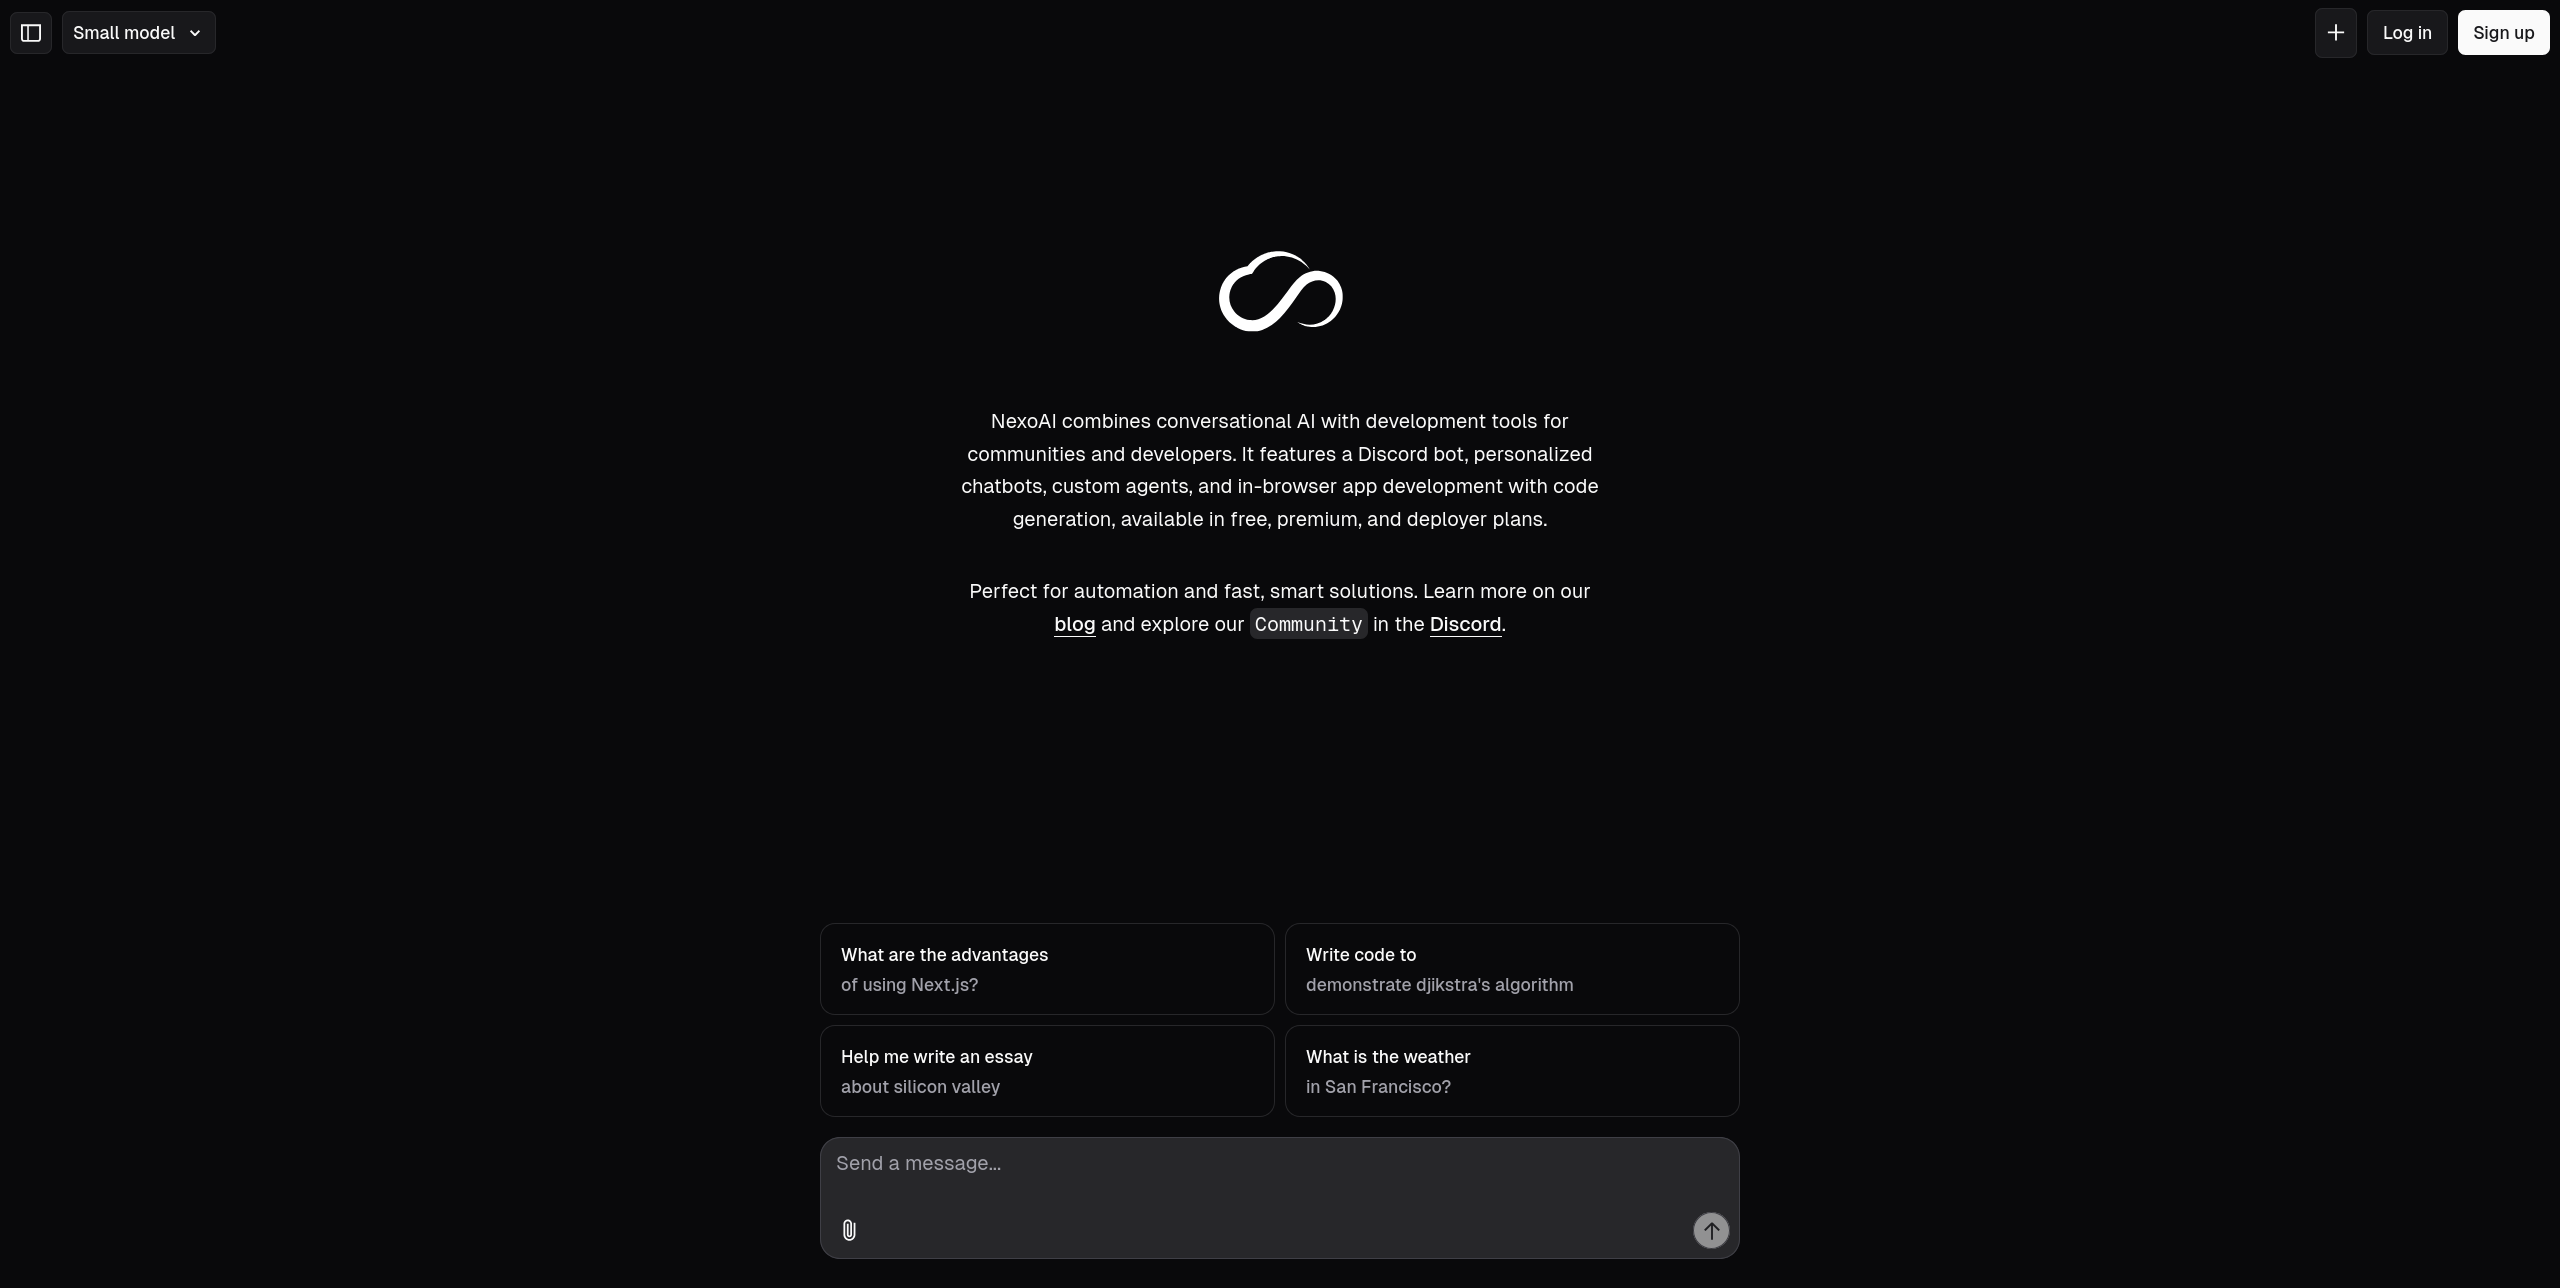 Small model
Log in
Sign up
NexoAI combines conversational AI with development tools for
communities and developers. It features a Discord bot, personalized
chatbots, custom agents, and in-browser app development with code
generation, available in free, premium, and deployer plans.
Perfect for automation and fast, smart solutions. Learn more on our
blog and explore our Community in the Discord.
What are the advantages
of using Next.js?
Write code to
demonstrate djikstra's algorithm
Help me write an essay
about silicon valley
What is the weather
in San Francisco?
Send a message...